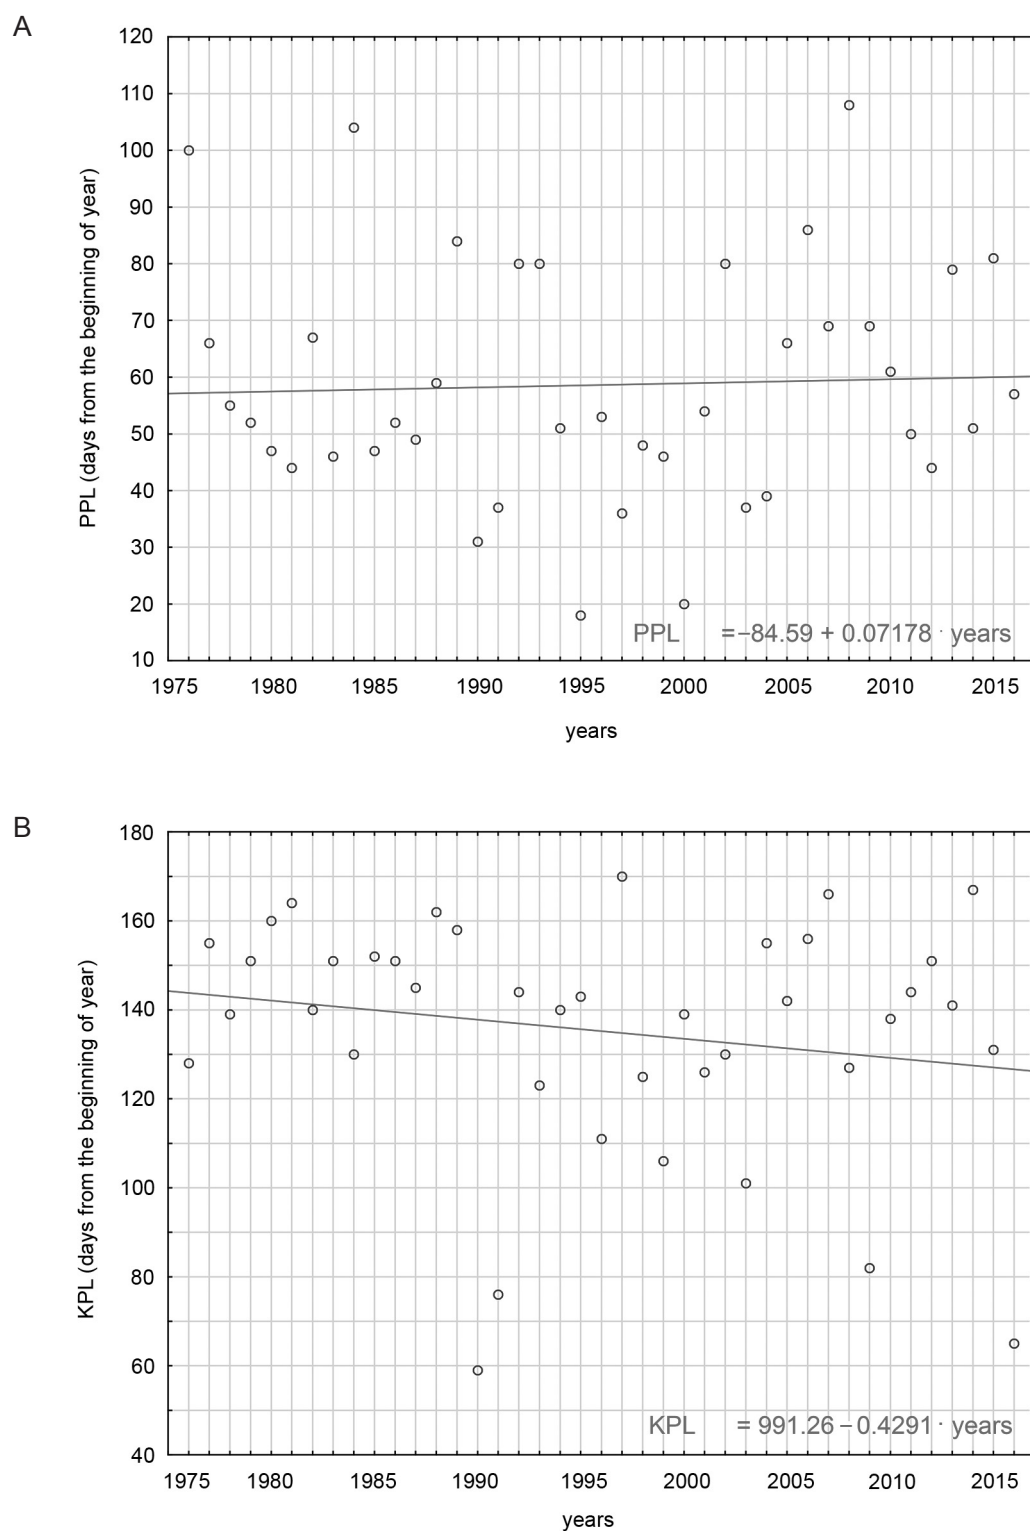 A
120
110
100
90
80
70
60
50
40
30
20
10
PPL (days from the beginning of year)
PPL =−84.59 + 0.07178 · years
1975 1980 1985 1990 1995 2000 2005 2010 2015
years
B
180
160
140
120
100
80
60
40
KPL (days from the beginning of year)
KPL = 991.26 − 0.4291 · years
1975 1980 1985 1990 1995 2000 2005 2010 2015
years